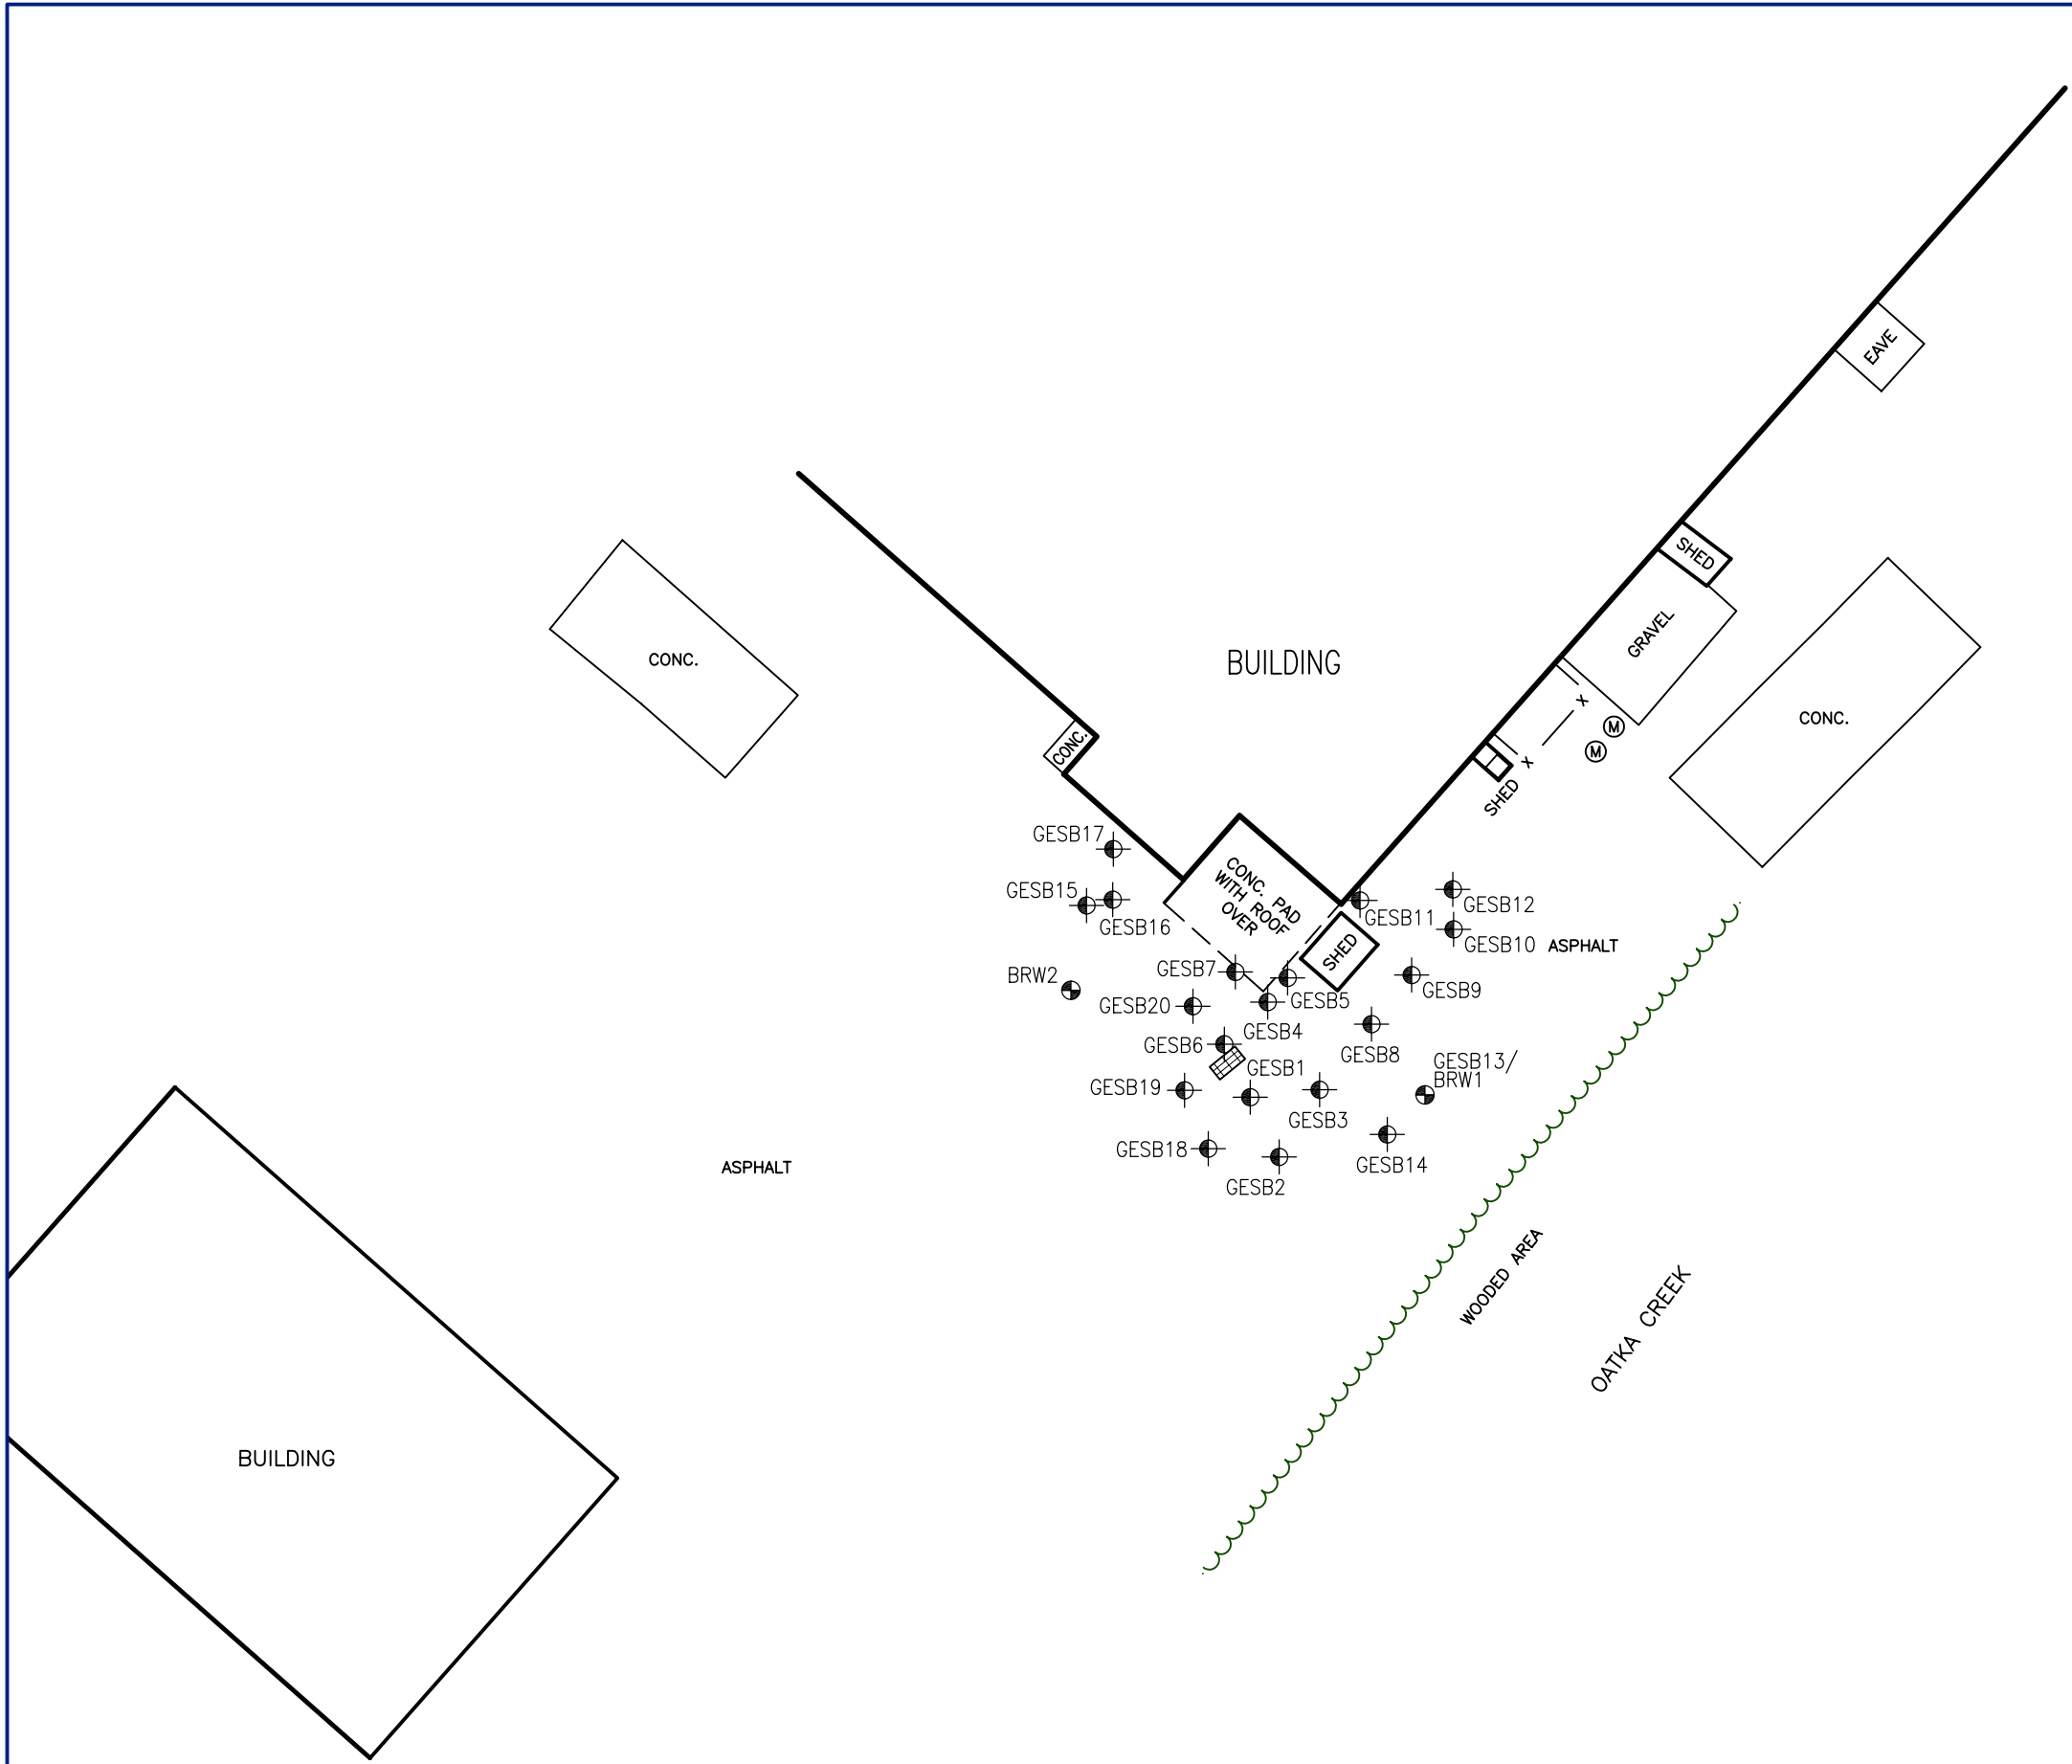 EAVE
SHED
GRAVEL
CONC.
BUILDING
CONC.
CONC.
X
M
M
X
SHED
GESB17
CONC. PAD
WITH ROOF
OVER
GESB15
GESB16
GESB12
GESB11
GESB10
ASPHALT
SHED
GESB7
BRW2
GESB9
GESB5
GESB20
GESB4
GESB6
GESB8
GESB1
GESB13/
BRW1
GESB19
GESB3
GESB18
GESB14
GESB2
ASPHALT
WOODED AREA
OATKA CREEK
BUILDING